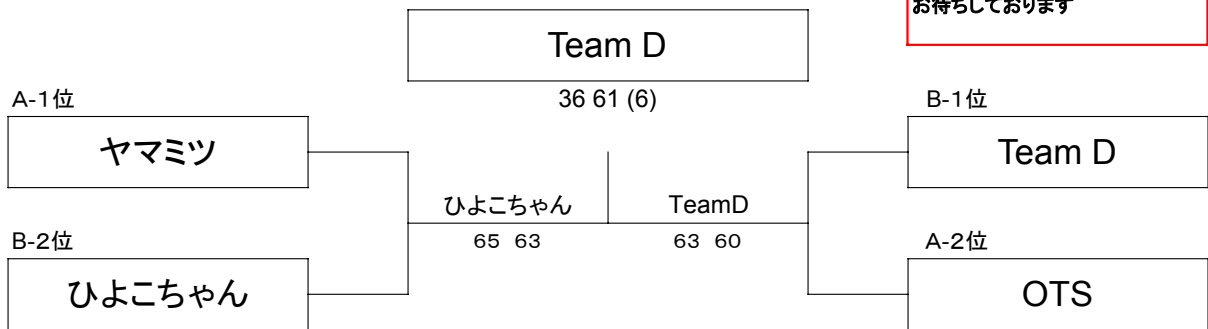 お待ちしております
Team D
36 61 (6)
A-1位
ヤマミツ
B-1位
Team D
ひよこちゃん
TeamD
65 63
63 60
B-2位
ひよこちゃん
A-2位
OTS